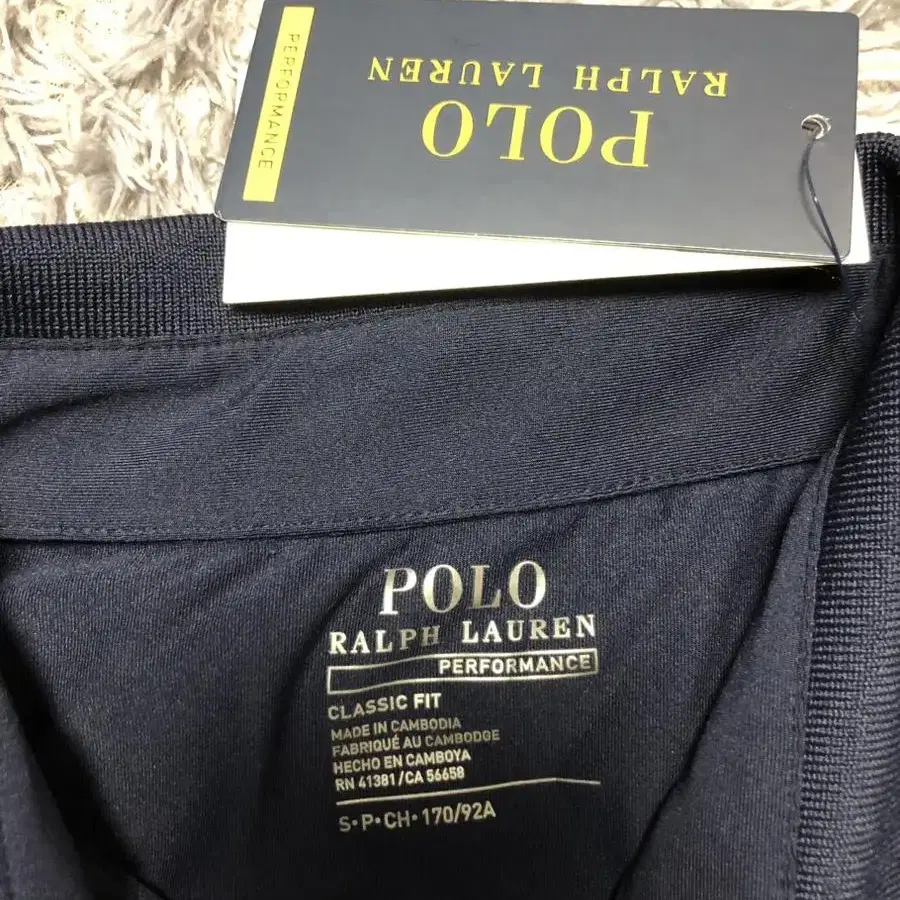 PERFORMANCE
POLO
RALPH LAUREN
POLO
RALPH LAUREN
PERFORMANCE
CLASSIC FIT
MADE IN CAMBODIA
FABRIQUÉ AU CAMBODGE
HECHO EN CAMBOYA
RN 41381/CA 56658
S•P•CH•170/92A